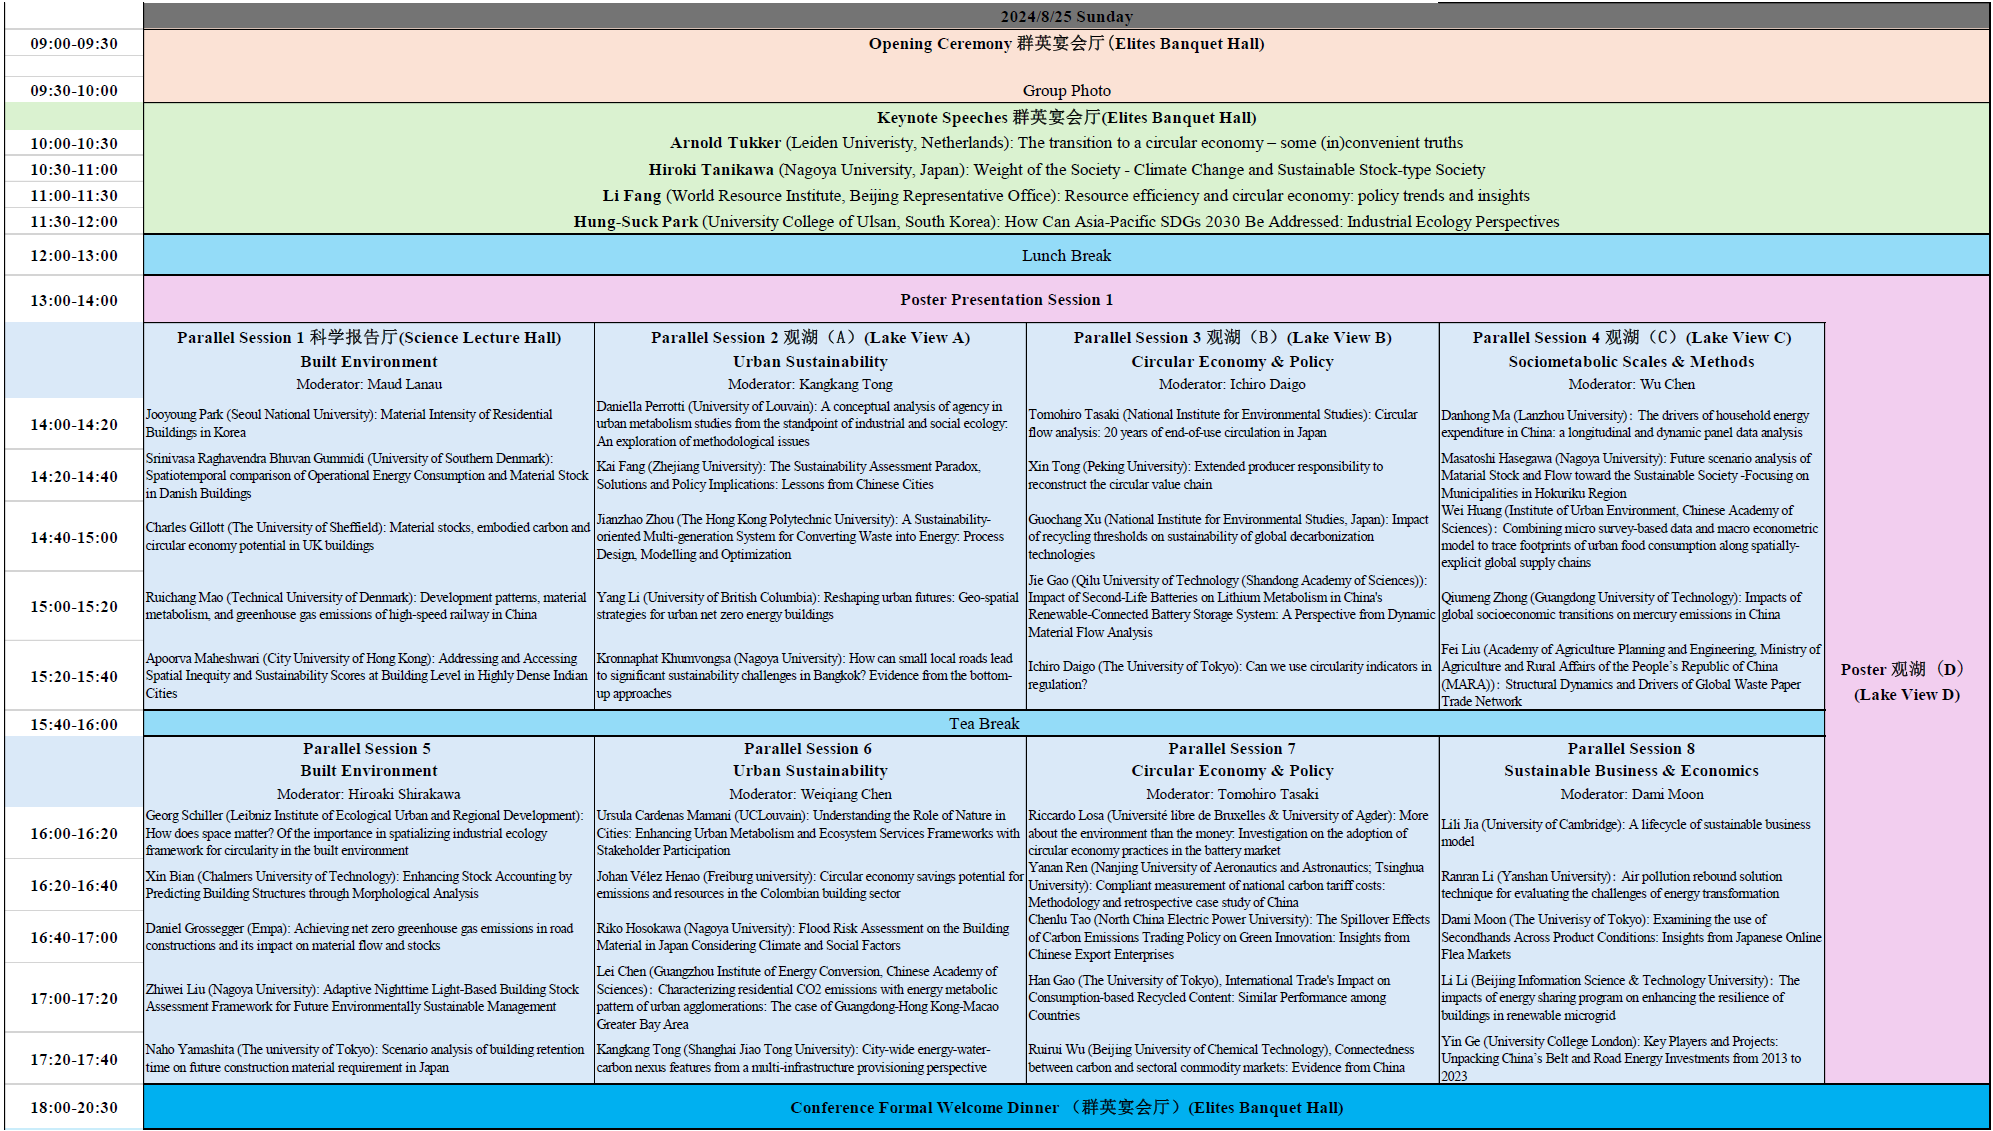 2024/8/25 Sunday
09:00-09:30
Opening Ceremony 群英宴会厅(Elites Banquet Hall)
09:30-10:00
Group Photo
Keynote Speeches 群英宴会厅(Elites Banquet Hall)
10:00-10:30
Arnold Tukker (Leiden Univeristy, Netherlands): The transition to a circular economy – some (in)convenient truths
10:30-11:00
Hiroki Tanikawa (Nagoya Unviersity, Japan): Weight of the Society - Climate Change and Sustainable Stock-type Society
11:00-11:30
Li Fang (World Resource Institute, Beijing Representative Office): Resource efficiency and circular economy: policy trends and insights
11:30-12:00
Hung-Suck Park (University College of Ulsan, South Korea): How Can Asia-Pacific SDGs 2030 Be Addressed: Industrial Ecology Perspectives
12:00-13:00
Lunch Break
13:00-14:00
Poster Presentation Session 1
Parallel Session 1 科学报告厅(Science Lecture Hall)
Built Environment
Moderator: Maud Lanau
Parallel Session 2 观湖（A）(Lake View A)
Urban Sustainability
Moderator: Kangkang Tong
Parallel Session 3 观湖（B）(Lake View B)
Circular Economy & Policy
Moderator: Ichiro Daigo
Parallel Session 4 观湖（C）(Lake View C)
Sociometabolic Scales & Methods
Moderator: Wu Chen
14:00-14:20
Jooyoung Park (Seoul National University): Material Intensity of Residential
Buildings in Korea
Daniella Perrotti (University of Louvain): A conceptual analysis of agency in
urban metabolism studies from the standpoint of industrial and social ecology:
An exploration of methodological issues
Tomohiro Tasaki (National Institute for Environmental Studies): Circular
flow analysis: 20 years of end-of-use circulation in Japan
Danhong Ma (Lanzhou University)：The drivers of household energy
expenditure in China: a longitudinal and dynamic panel data analysis
14:20-14:40
Srinivasa Raghavendra Bhuvan Gummidi (University of Southern Denmark):
Spatiotemporal comparison of Operational Energy Consumption and Material Stock
in Danish Buildings
Kai Fang (Zhejiang University): The Sustainability Assessment Paradox,
Solutions and Policy Implications: Lessons from Chinese Cities
Xin Tong (Peking University): Extended producer responsibility to
reconstruct the circular value chain
Masatoshi Hasegawa (Nagoya University): Future scenario analysis of
Matarial Stock and Flow toward the Sustainable Society -Focusing on
Municipalities in Hokuriku Region
14:40-15:00
Charles Gillott (The University of Sheffield): Material stocks, embodied carbon and
circular economy potential in UK buildings
Jianzhao Zhou (The Hong Kong Polytechnic University): A Sustainability-
oriented Multi-generation System for Converting Waste into Energy: Process
Design, Modelling and Optimization
Guochang Xu (National Institute for Environmental Studies, Japan): Impact
of recycling thresholds on sustainability of global decarbonization
technologies
Wei Huang (Institute of Urban Environment, Chinese Academy of
Sciences)：Combining micro survey-based data and macro econometric
model to trace footprints of urban food consumption along spatially-
explicit global supply chains
15:00-15:20
Ruichang Mao (Technical University of Denmark): Development patterns, material
metabolism, and greenhouse gas emissions of high-speed railway in China
Yang Li (University of British Columbia): Reshaping urban futures: Geo-spatial
strategies for urban net zero energy buildings
Jie Gao (Qilu University of Technology (Shandong Academy of Sciences)):
Impact of Second-Life Batteries on Lithium Metabolism in China's
Renewable-Connected Battery Storage System: A Perspective from Dynamic
Material Flow Analysis
Qiumeng Zhong (Guangdong University of Technology): Impacts of
global socioeconomic transitions on mercury emissions in China
15:20-15:40
Apoorva Maheshwari (City University of Hong Kong): Addressing and Accessing
Spatial Inequity and Sustainability Scores at Building Level in Highly Dense Indian
Cities
Kronnaphat Khumvongsa (Nagoya University): How can small local roads lead
to significant sustainability challenges in Bangkok? Evidence from the bottom-
up approaches
Ichiro Daigo (The University of Tokyo): Can we use circularity indicators in
regulation?
Fei Liu (Academy of Agriculture Planning and Engineering, Ministry of
Agriculture and Rural Affairs of the People’s Republic of China
(MARA))：Structural Dynamics and Drivers of Global Waste Paper
Trade Network
Poster 观湖（D）
(Lake View D)
15:40-16:00
Tea Break
Parallel Session 5
Built Environment
Moderator: Hiroaki Shirakawa
Parallel Session 6
Urban Sustainability
Moderator: Weiqiang Chen
Parallel Session 7
Circular Economy & Policy
Moderator: Tomohiro Tasaki
Parallel Session 8
Sustainable Business & Economics
Moderator: Dami Moon
16:00-16:20
Georg Schiller (Leibniz Institute of Ecological Urban and Regional Development):
How does space matter? Of the importance in spatializing industrial ecology
framework for circularity in the built environment
Ursula Cardenas Mamani (UCLouvain): Understanding the Role of Nature in
Cities: Enhancing Urban Metabolism and Ecosystem Services Frameworks with
Stakeholder Participation
Riccardo Losa (Université libre de Bruxelles & University of Agder): More
about the environment than the money: Investigation on the adoption of
circular economy practices in the battery market
Lili Jia (University of Cambridge): A lifecycle of sustainable business
model
16:20-16:40
Xin Bian (Chalmers University of Technology): Enhancing Stock Accounting by
Predicting Building Structures through Morphological Analysis
Johan Vélez Henao (Freiburg university): Circular economy savings potential for
emissions and resources in the Colombian building sector
Yanan Ren (Nanjing University of Aeronautics and Astronautics; Tsinghua
University): Compliant measurement of national carbon tariff costs:
Methodology and retrospective case study of China
Ranran Li (Yanshan University)：Air pollution rebound solution
technique for evaluating the challenges of energy transformation
16:40-17:00
Daniel Grossegger (Empa): Achieving net zero greenhouse gas emissions in road
constructions and its impact on material flow and stocks
Riko Hosokawa (Nagoya University): Flood Risk Assessment on the Building
Material in Japan Considering Climate and Social Factors
Chenlu Tao (North China Electric Power University): The Spillover Effects
of Carbon Emissions Trading Policy on Green Innovation: Insights from
Chinese Export Enterprises
Dami Moon (The Univerisy of Tokyo): Examining the use of
Secondhands Across Product Conditions: Insights from Japanese Online
Flea Markets
17:00-17:20
Zhiwei Liu (Nagoya University): Adaptive Nighttime Light-Based Building Stock
Assessment Framework for Future Environmentally Sustainable Management
Lei Chen (Guangzhou Institute of Energy Conversion, Chinese Academy of
Sciences)：Characterizing residential CO2 emissions with energy metabolic
pattern of urban agglomerations: The case of Guangdong-Hong Kong-Macao
Greater Bay Area
Han Gao (The University of Tokyo), International Trade's Impact on
Consumption-based Recycled Content: Similar Performance among
Countries
Li Li (Beijing Information Science & Technology University)：The
impacts of energy sharing program on enhancing the resilience of
buildings in renewable microgrid
17:20-17:40
Naho Yamashita (The university of Tokyo): Scenario analysis of building retention
time on future construction material requirement in Japan
Kangkang Tong (Shanghai Jiao Tong University): City-wide energy-water-
carbon nexus features from a multi-infrastructure provisioning perspective
Ruirui Wu (Beijing University of Chemical Technology), Connectedness
between carbon and sectoral commodity markets: Evidence from China
Yin Ge (University College London): Key Players and Projects:
Unpacking China’s Belt and Road Energy Investments from 2013 to
2023
18:00-20:30
Conference Formal Welcome Dinner （群英宴会厅）(Elites Banquet Hall)